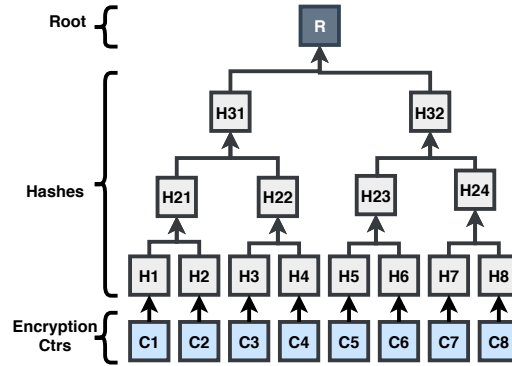 Root
R
H31
H32
Hashes
H21
H22
H23
H24
H1
H2
H3
H4
H5
H6
H7
H8
Encryption
Ctrs
C1
C2
C3
C4
C5
C6
C7
C8